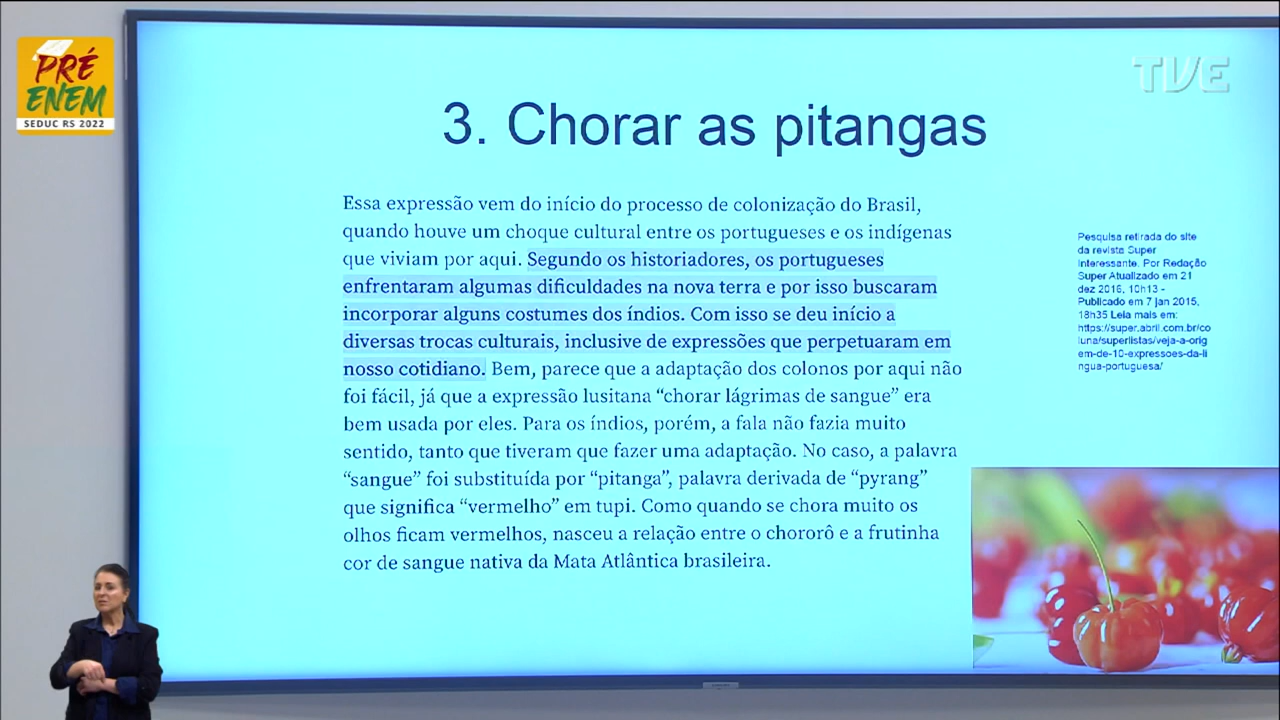 PRÉ
ENEM
SEDUC RS 2022
TVE
3. Chorar as pitangas
Essa expressão vem do início do processo de colonização do Brasil,
quando houve um choque cultural entre os portugueses e os indígenas
que viviam por aqui. Segundo os historiadores, os portugueses
enfrentaram algumas dificuldades na nova terra e por isso buscaram
incorporar alguns costumes dos índios. Com isso se deu início a
diversas trocas culturais, inclusive de expressões que perpetuaram em
nosso cotidiano. Bem, parece que a adaptação dos colonos por aqui não
foi fácil, já que a expressão lusitana “chorar lágrimas de sangue” era
bem usada por eles. Para os índios, porém, a fala não fazia muito
sentido, tanto que tiveram que fazer uma adaptação. No caso, a palavra
“sangue” foi substituída por “pitanga”, palavra derivada de “pyrang”
que significa “vermelho” em tupi. Como quando se chora muito os
olhos ficam vermelhos, nasceu a relação entre o chororô e a frutinha
cor de sangue nativa da Mata Atlântica brasileira.
Pesquisa retirada do site
da revista Super
Interessante. Por Redação
Super Atualizado em 21
dez 2016, 10h13 -
Publicado em 7 jan 2015,
18h35 Leia mais em:
https://super.abril.com.br/co
luna/superlistas/veja-a-orig
em-de-10-expressoes-da-li
ngua-portuguesa/